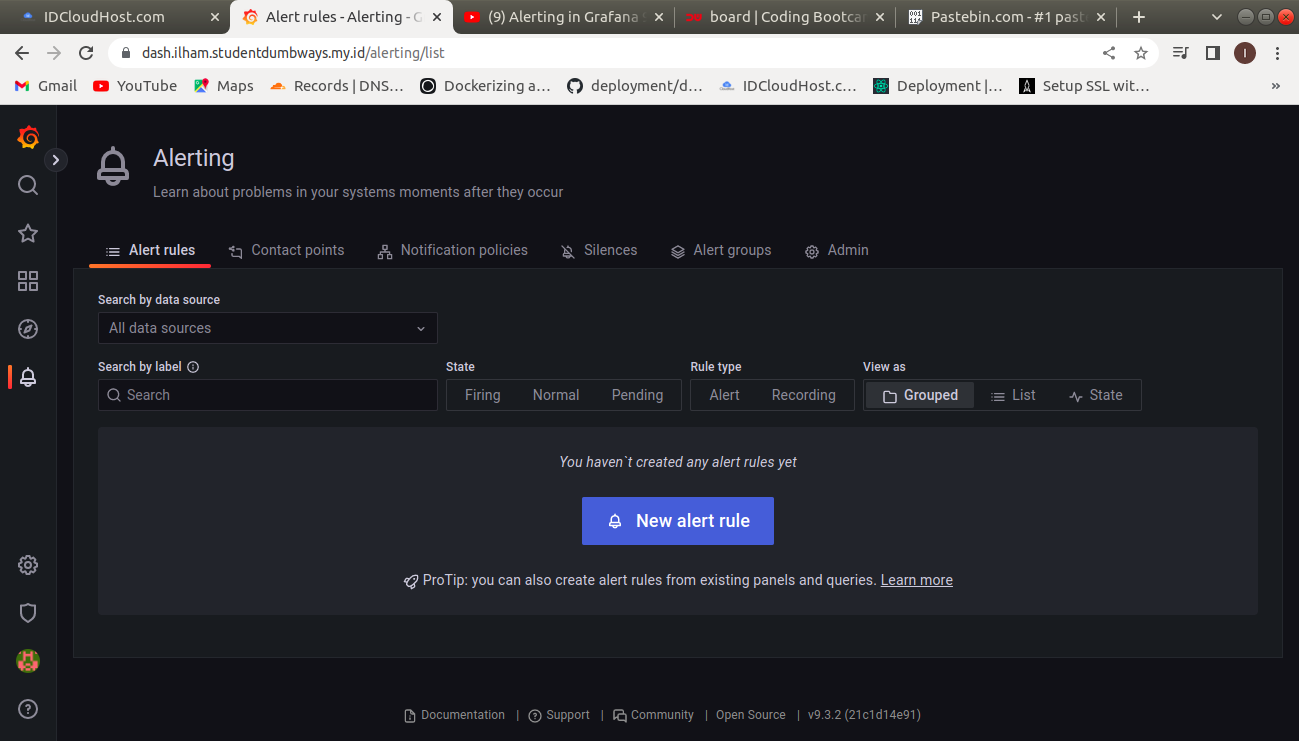 IDCloudHost.com
Alert rules - Alerting - G
(9) Alerting in Grafana
board | Coding Bootca
Pastebin.com - #1 past
dash.ilham.studentdumbways.my.id/alerting/list
I
Gmail
YouTube
Maps
Records | DNS…
Dockerizing a…
deployment/d…
IDCloudHost.c…
Deployment |…
Setup SSL wit…
»
Alerting
Learn about problems in your systems moments after they occur
Alert rules
Contact points
Notification policies
Silences
Alert groups
Admin
Search by data source
All data sources
Search by label
State
Rule type
View as
Search
Firing
Normal
Pending
Alert
Recording
Grouped
List
State
You haven`t created any alert rules yet
New alert rule
ProTip: you can also create alert rules from existing panels and queries. Learn more
Documentation | Support | Community | Open Source | v9.3.2 (21c1d14e91)